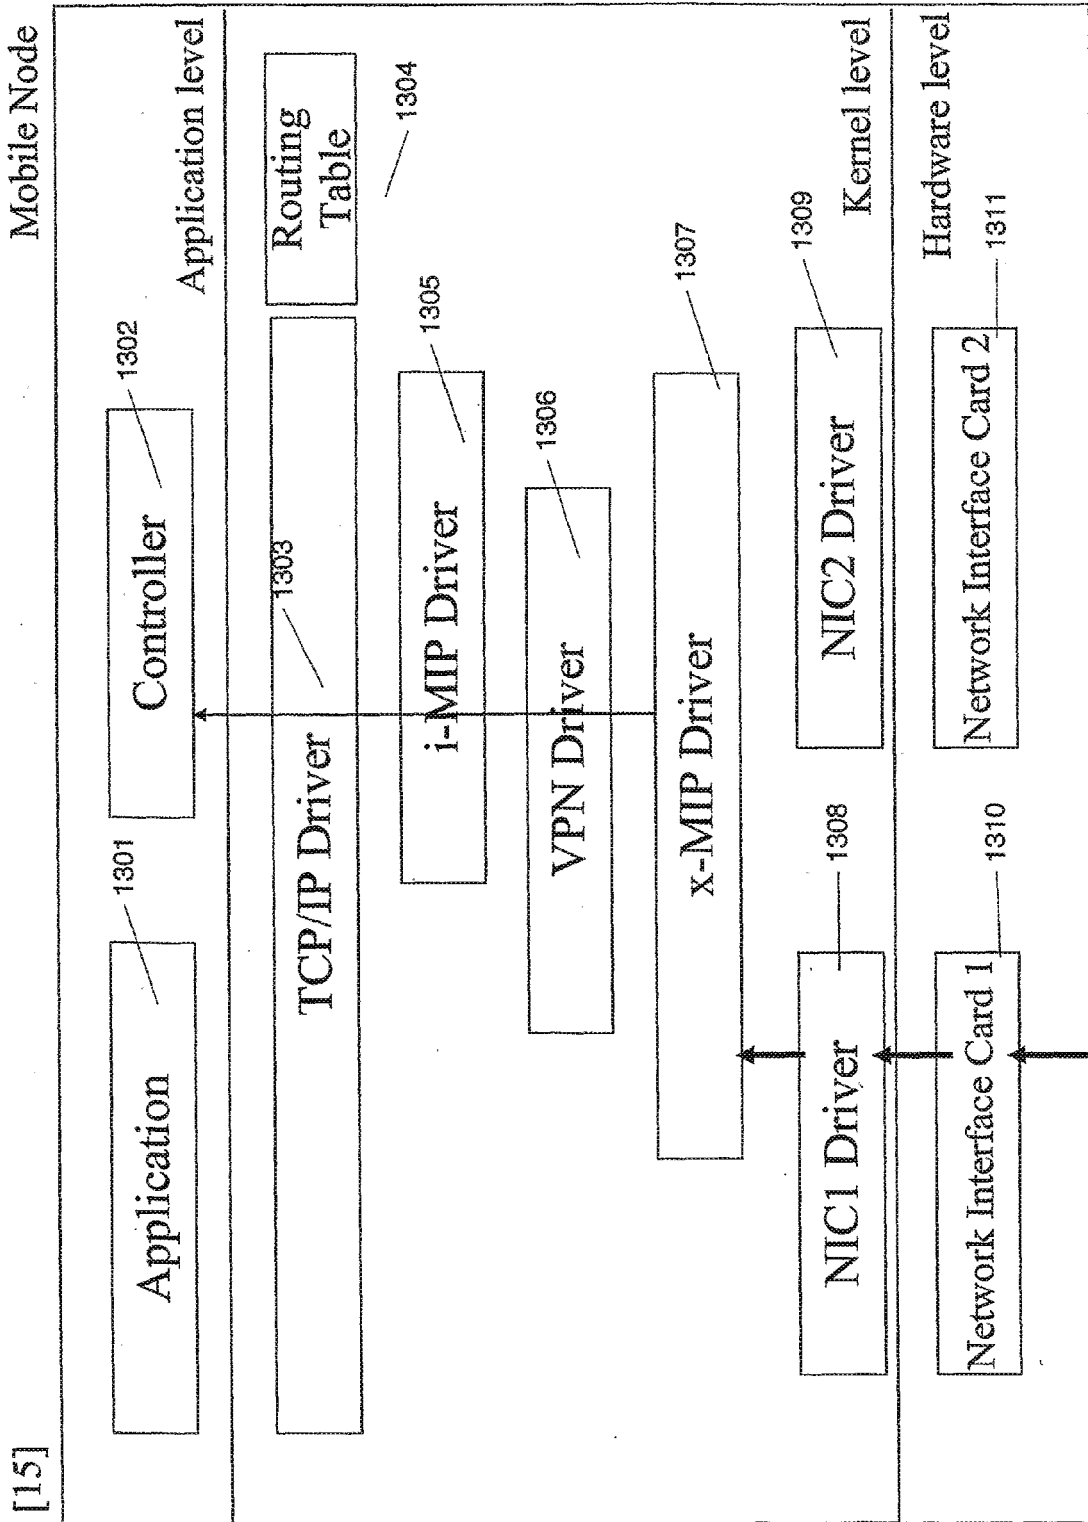 [15]
Mobile Node
Application level
Application
1301
Controller
1302
TCP/IP Driver
1303
Routing
Table
1304
i-MIP Driver
1305
VPN Driver
1306
x-MIP Driver
1307
NIC1 Driver
1308
NIC2 Driver
1309
Kernel level
Hardware level
Network Interface Card 1
1310
Network Interface Card 2
1311